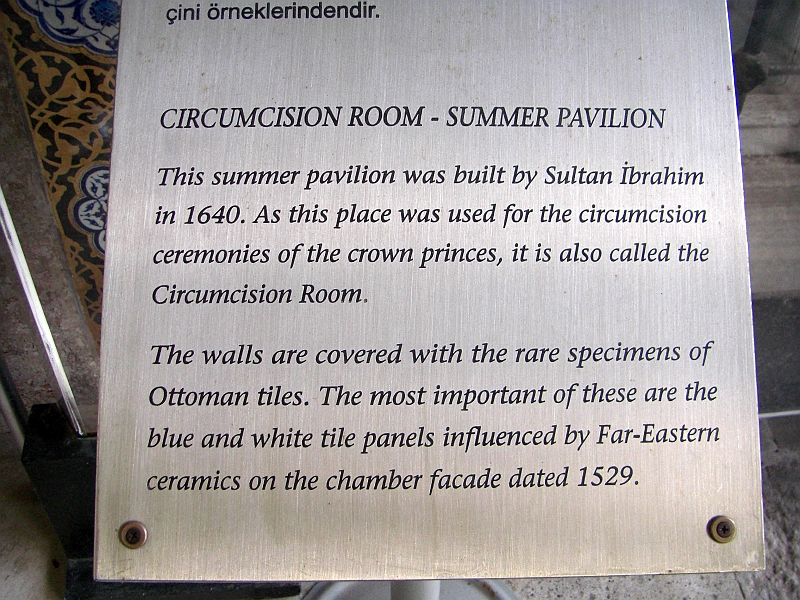 çini örneklerindendir.
CIRCUMCISION ROOM - SUMMER PAVILION
This summer pavilion was built by Sultan İbrahim
in 1640. As this place was used for the circumcision
ceremonies of the crown princes, it is also called the
Circumcision Room.
The walls are covered with the rare specimens of
Ottoman tiles. The most important of these are the
blue and white tile panels influenced by Far-Eastern
ceramics on the chamber facade dated 1529.